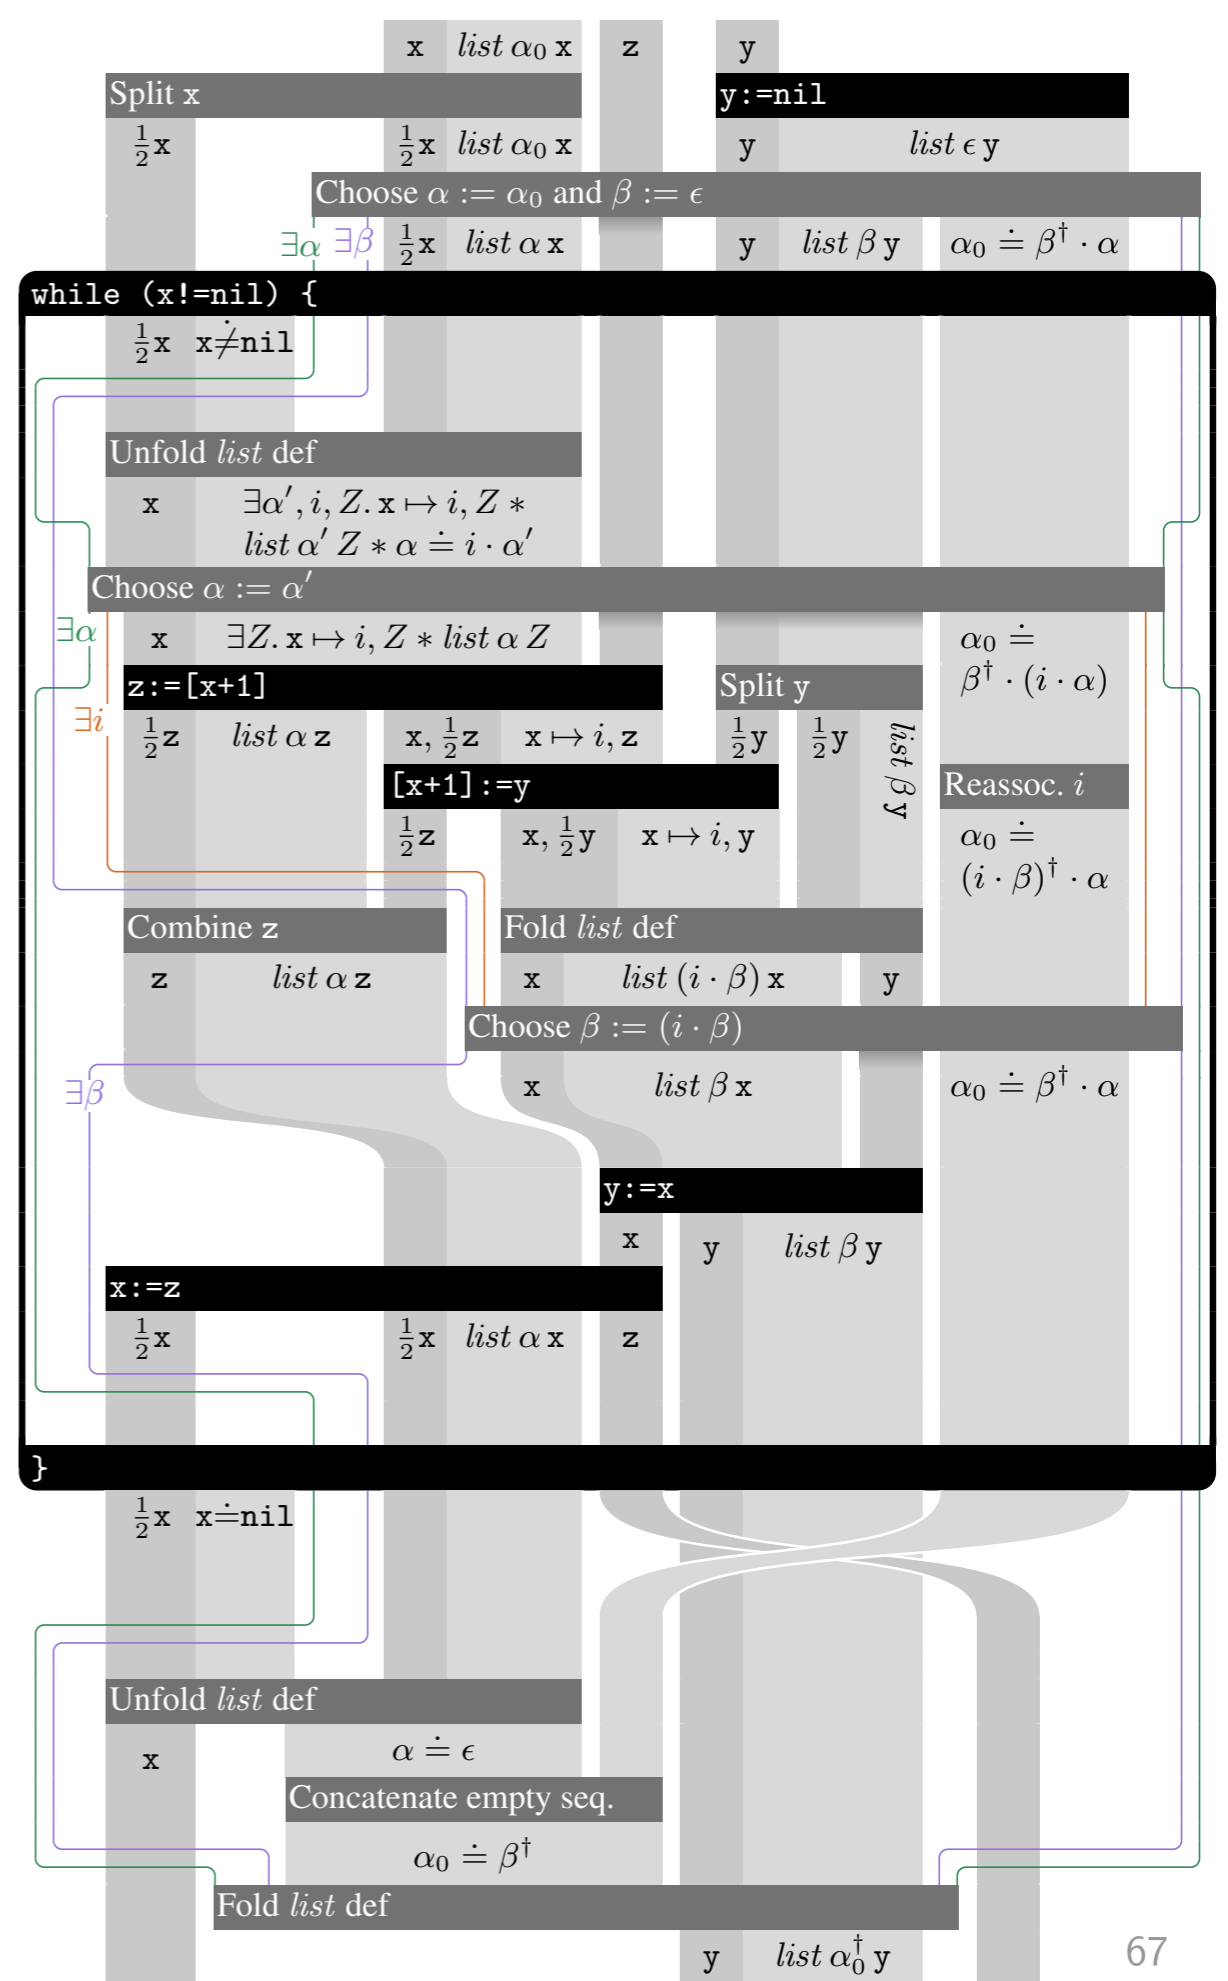 x list α₀ x z y
Split x y:=nil
½x ½x list α₀ x y list ϵ y
Choose α := α₀ and β := ϵ
∃α ∃β ½x list α x y list β y α₀ ≐ β† · α
while (x!=nil) {
½x x≠̇nil
Unfold list def
x ∃α′, i, Z. x ↦ i, Z ∗
list α′ Z ∗ α ≐ i · α′
Choose α := α′
∃α x ∃Z. x ↦ i, Z ∗ list α Z α₀ ≐
z:=[x+1] Split y β† · (i · α)
∃i ½z list α z x, ½z x ↦ i, z ½y ½y list β y
[x+1]:=y Reassoc. i
½z x, ½y x ↦ i, y α₀ ≐
(i · β)† · α
Combine z Fold list def
z list α z x list (i · β) x y
Choose β := (i · β)
∃β x list β x α₀ ≐ β† · α
y:=x
x y list β y
x:=z
½x ½x list α x z
}
½x x≐nil
Unfold list def
x α ≐ ϵ
Concatenate empty seq.
α₀ ≐ β†
Fold list def
y list α₀† y
67